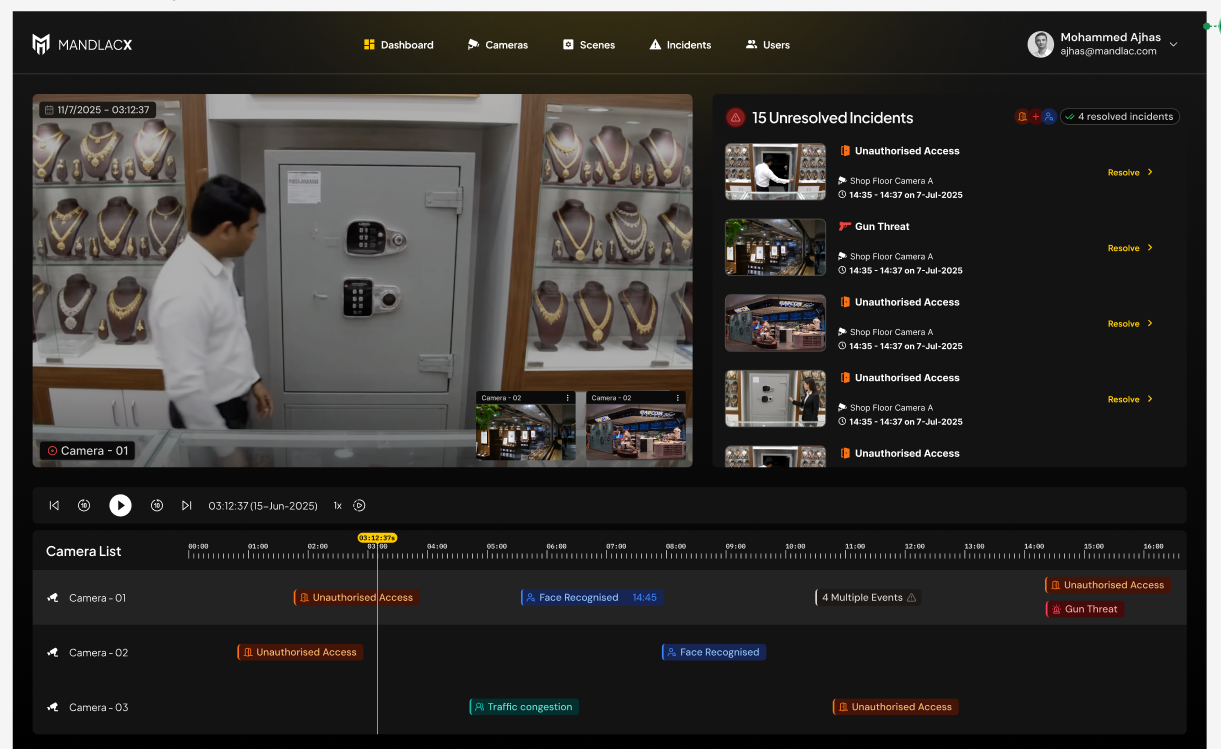 MANDLACX
Dashboard
Cameras
Scenes
Incidents
Users
Mohammed Ajhas
ajhas@mandlac.com
11/7/2025 - 03:12:37
Camera - 01
Camera - 02
Camera - 02
15 Unresolved Incidents
4 resolved incidents
Unauthorised Access
Shop Floor Camera A
14:35 - 14:37 on 7-Jul-2025
Resolve
Gun Threat
Shop Floor Camera A
14:35 - 14:37 on 7-Jul-2025
Resolve
Unauthorised Access
Shop Floor Camera A
14:35 - 14:37 on 7-Jul-2025
Resolve
Unauthorised Access
Shop Floor Camera A
14:35 - 14:37 on 7-Jul-2025
Resolve
Unauthorised Access
10
10
03:12:37 (15-Jun-2025)
1x
Camera List
03:12:37s
00:00 01:00 02:00 03:00 04:00 05:00 06:00 07:00 08:00 09:00 10:00 11:00 12:00 13:00 14:00 15:00 16:00
Camera - 01
Unauthorised Access
Face Recognised 14:45
4 Multiple Events
Unauthorised Access
Gun Threat
Camera - 02
Unauthorised Access
Face Recognised
Camera - 03
Traffic congestion
Unauthorised Access